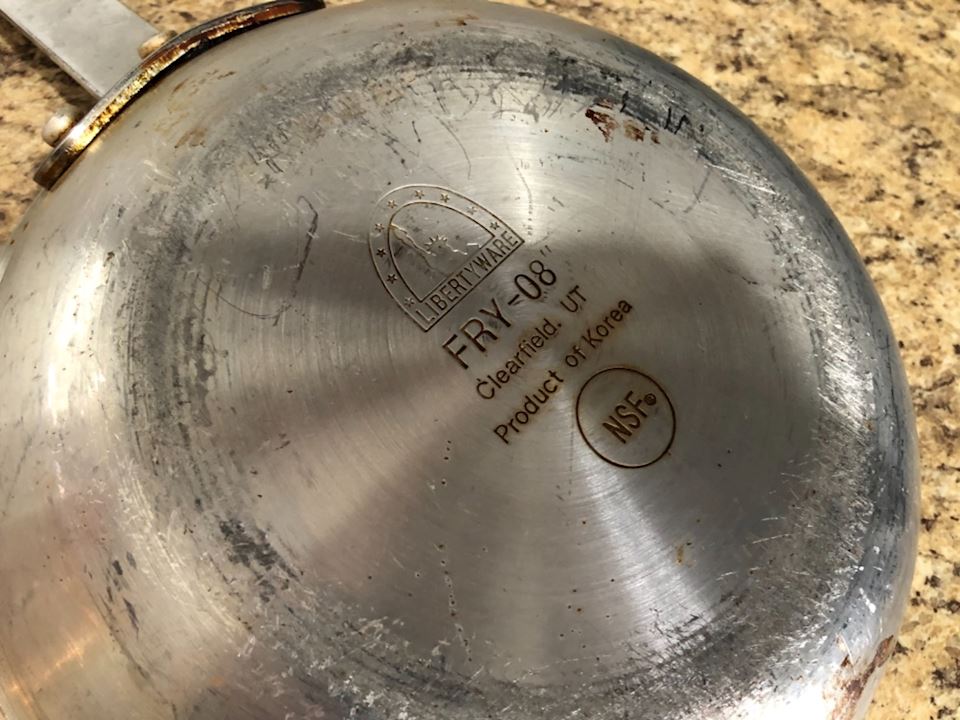 LIBERTYWARE
FRY-08"
Clearfield. UT
Product of Korea
NSF®